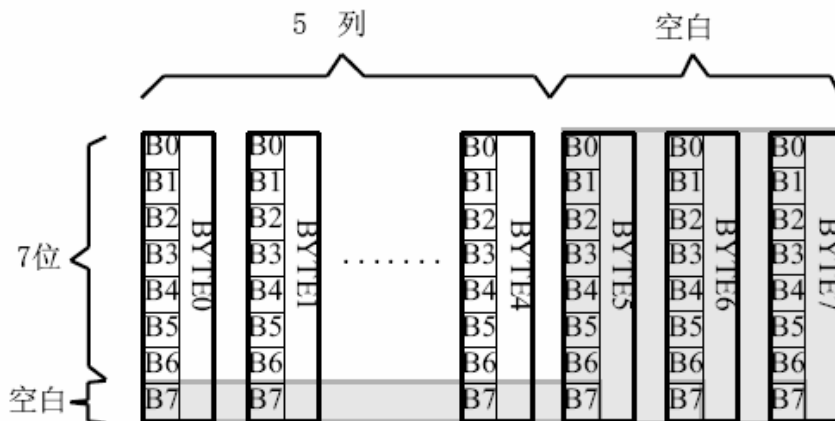 5 列 空白
B0 B0 B0 B0 B0 B0
B1 B1 B1 B1 B1 B1
B2 B2 B2 B2 B2 B2
7位 B3 B3 ....... B3 B3 B3 B3
B4 B4 B4 B4 B4 B4
B5 B5 B5 B5 B5 B5
B6 B6 B6 B6 B6 B6
空白 B7 B7 B7 B7 B7 B7
BYTE0
BYTE1
BYTE4
BYTE5
BYTE6
BYTE7